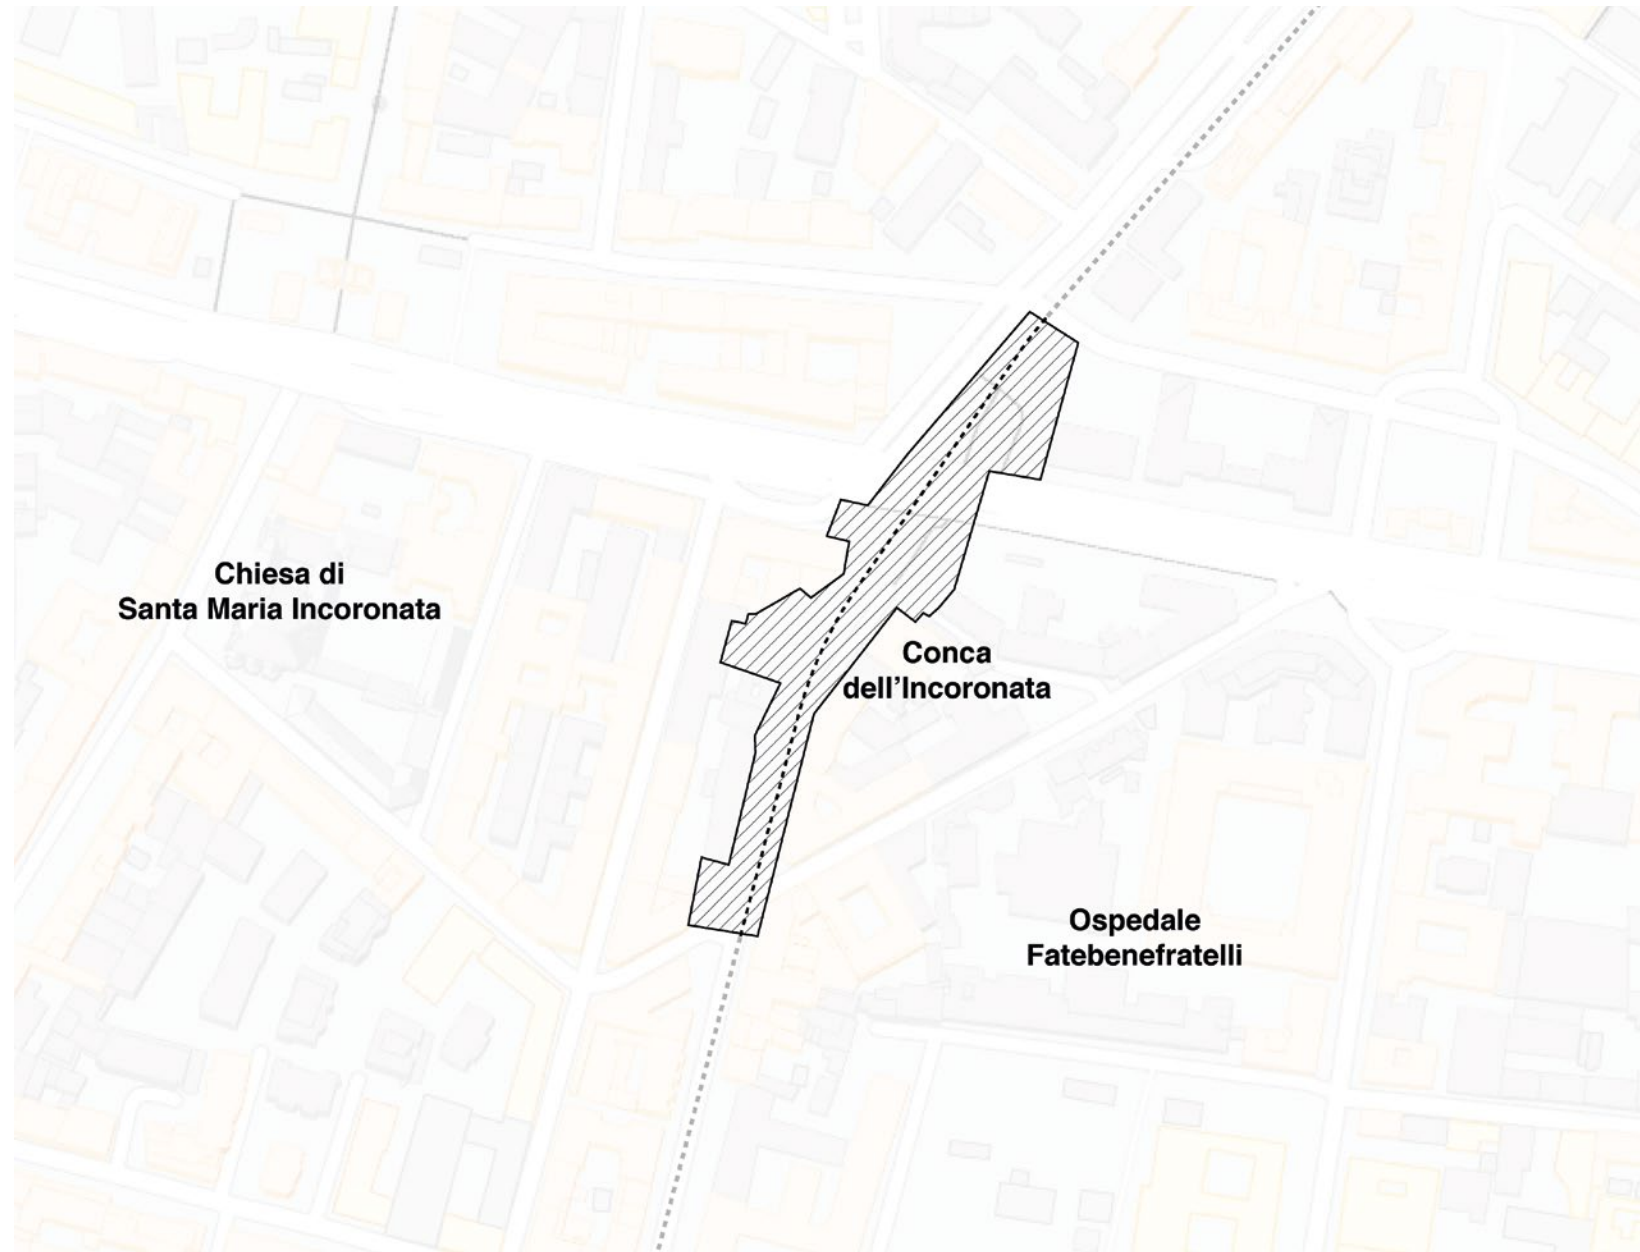 Chiesa di
Santa Maria Incoronata
Conca
dell’Incoronata
Ospedale
Fatebenefratelli